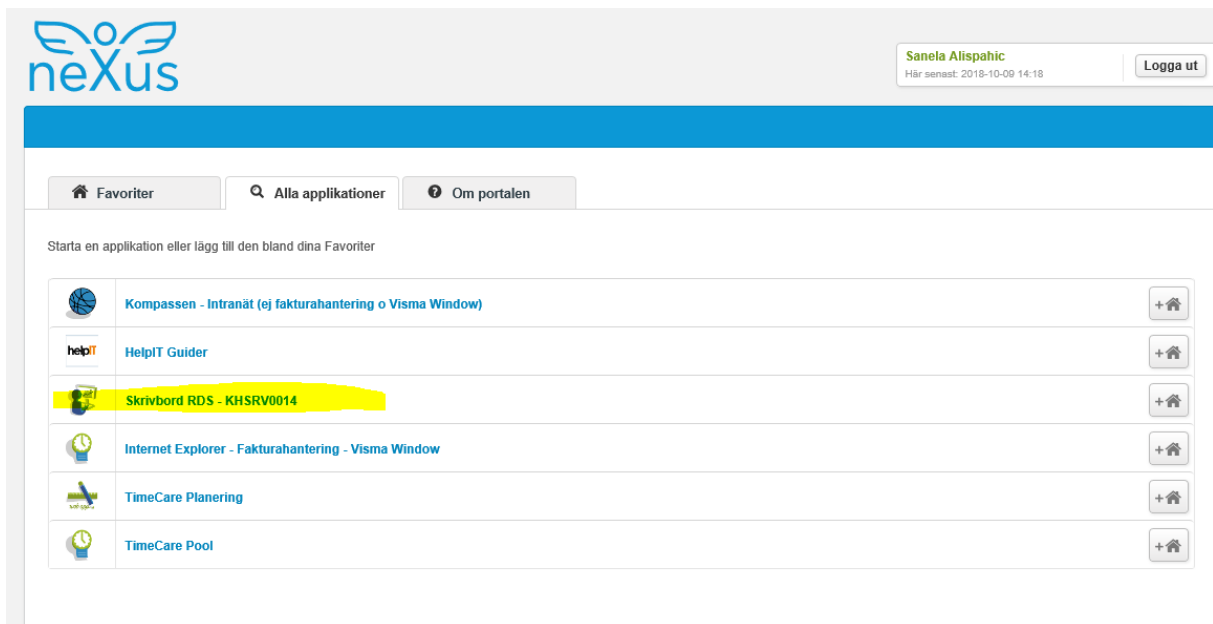 neXus
Sanela Alispahic
Här senast: 2018-10-09 14:18
Logga ut
Favoriter
Alla applikationer
Om portalen
Starta en applikation eller lägg till den bland dina Favoriter
Kompassen - Intranät (ej fakturahantering o Visma Window)
helpIT
HelpIT Guider
Skrivbord RDS - KHSRV0014
Internet Explorer - Fakturahantering - Visma Window
TimeCare Planering
TimeCare Pool